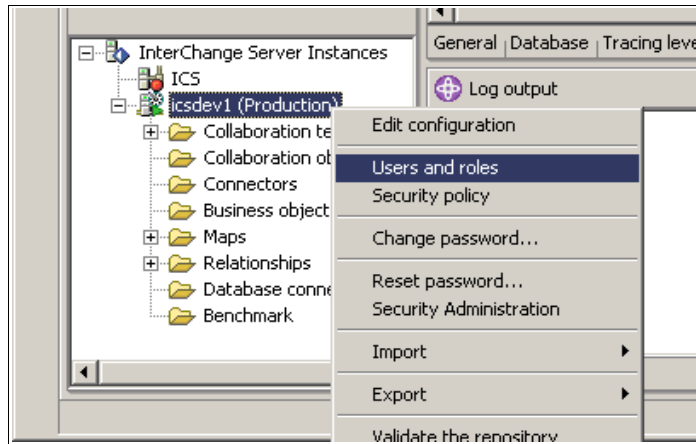 General Database Tracing leve
Log output
InterChange Server Instances
ICS
icsdev1 (Production)
Collaboration te
Collaboration ob
Connectors
Business object
Maps
Relationships
Database conne
Benchmark
Edit configuration
Users and roles
Security policy
Change password...
Reset password...
Security Administration
Import
Export
Validate the repository